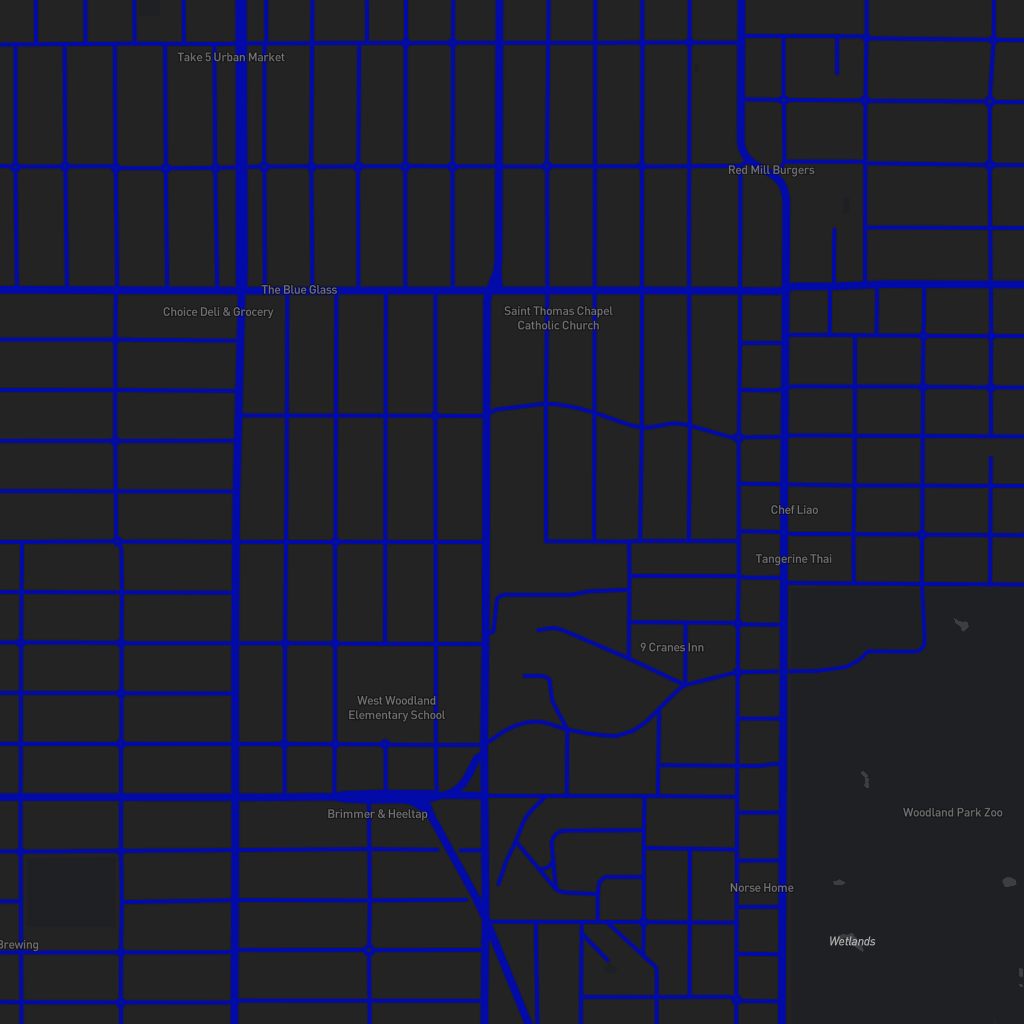 Take 5 Urban Market
Red Mill Burgers
The Blue Glass
Choice Deli & Grocery
Saint Thomas Chapel
Catholic Church
Chef Liao
Tangerine Thai
9 Cranes Inn
West Woodland
Elementary School
Brimmer & Heeltap
Woodland Park Zoo
Norse Home
Brewing
Wetlands